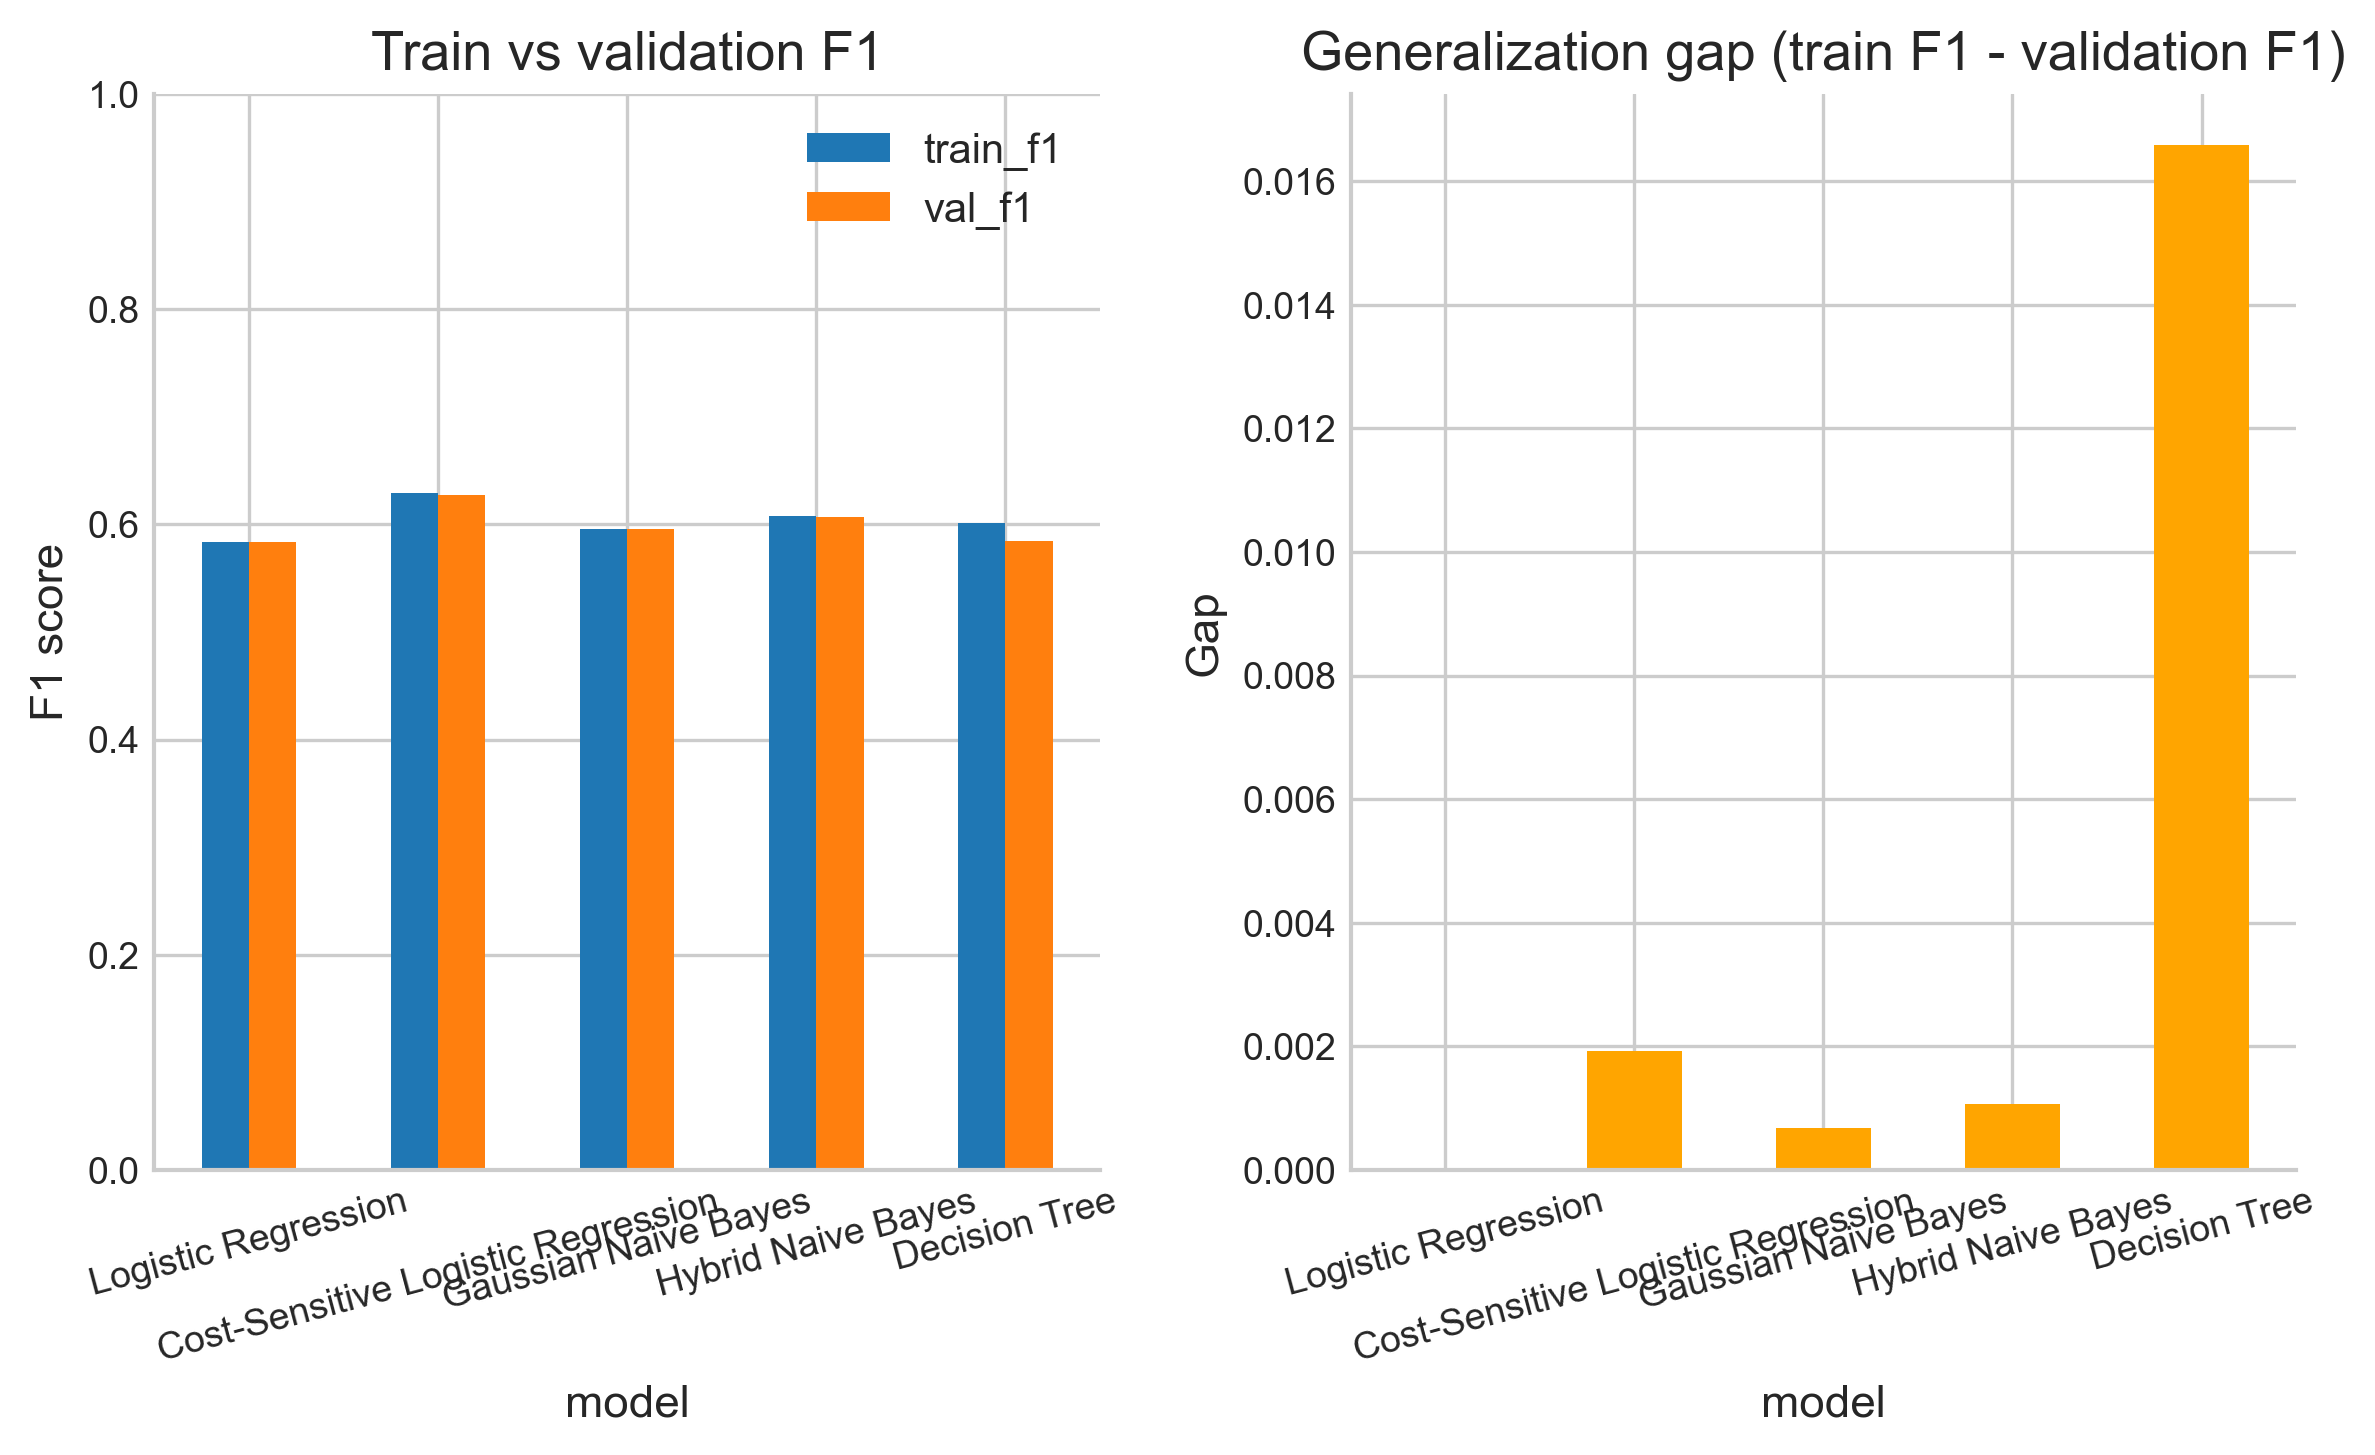 Train vs validation F1
1.0
0.8
0.6
0.4
0.2
0.0
F1 score
train_f1
val_f1
Logistic Regression
Cost-Sensitive Logistic Regression
Gaussian Naive Bayes
Hybrid Naive Bayes
Decision Tree
model
Generalization gap (train F1 - validation F1)
0.016
0.014
0.012
0.010
0.008
0.006
0.004
0.002
0.000
Gap
Logistic Regression
Cost-Sensitive Logistic Regression
Gaussian Naive Bayes
Hybrid Naive Bayes
Decision Tree
model